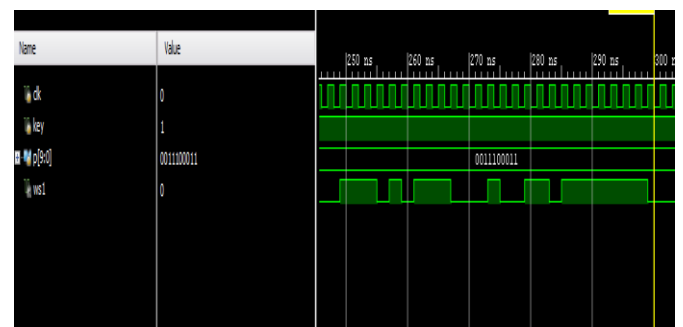 Name Value
250 ns 260 ns 270 ns 280 ns 290 ns 300 n
clk 0
key 1
p[9:0] 0011100011 0011100011
ws1 0